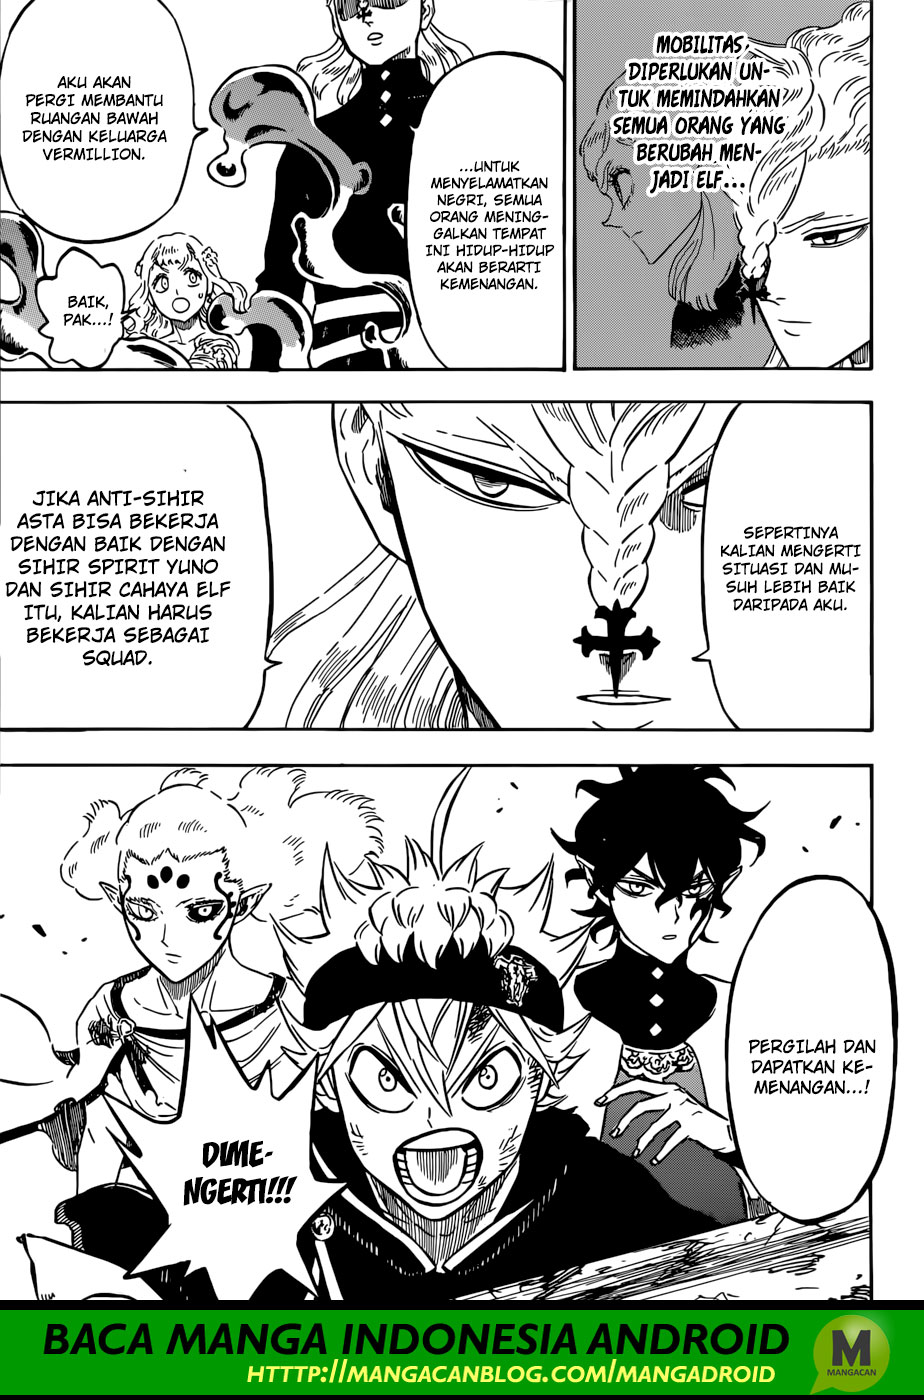 MOBILITAS
DIPERLUKAN UN-
TUK MEMINDAHKAN
SEMUA ORANG YANG
BERUBAH MEN-
JADI ELF...
...UNTUK
MENYELAMATKAN
NEGRI, SEMUA
ORANG MENING-
GALKAN TEMPAT
INI HIDUP-HIDUP
AKAN BERARTI
KEMENANGAN.
AKU AKAN
PERGI MEMBANTU
RUANGAN BAWAH
DENGAN KELUARGA
VERMILLION.
BAIK,
PAK...!
SEPERTINYA
KALIAN MENGERTI
SITUASI DAN MU-
SUH LEBIH BAIK
DARIPADA AKU.
JIKA ANTI-SIHIR
ASTA BISA BEKERJA
DENGAN BAIK DENGAN
SIHIR SPIRIT YUNO
DAN SIHIR CAHAYA ELF
ITU, KALIAN HARUS
BEKERJA SEBAGAI
SQUAD.
PERGILAH DAN
DAPATKAN KE-
MENANGAN...!
DIME-
NGERTI!!!
BACA MANGA INDONESIA ANDROID
HTTTP://MANGACANBLOG.COM/MANGADROID
M
MANGACAN